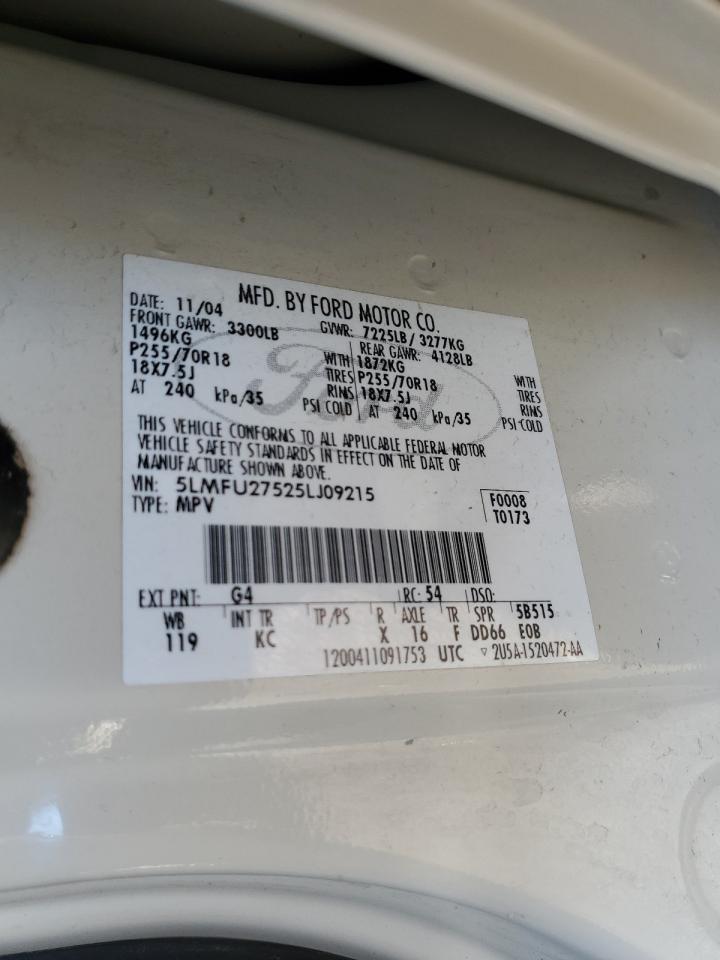 MFD. BY FORD MOTOR CO.
DATE: 11/04 GVWR: 7225LB / 3277KG
FRONT GAWR: 3300LB REAR GAWR: 4128LB
1496KG WITH 1872KG WITH
P255/70R18 TIRES P255/70R18 TIRES
18X7.5J RINS 18X7.5J RINS
AT 240 kPa/35 PSI COLD AT 240 kPa/35 PSI COLD
Ford
THIS VEHICLE CONFORMS TO ALL APPLICABLE FEDERAL MOTOR
VEHICLE SAFETY STANDARDS IN EFFECT ON THE DATE OF
MANUFACTURE SHOWN ABOVE.
VIN: 5LMFU27525LJ09215 F0008
TYPE: MPV T0173
EXT PNT: G4 RC: 54 DSO:
WB INT TR TP/PS R AXLE TR SPR 5B515
119 KC X 16 F DD66 EOB
1200411091753 UTC ▽ 2U5A-1520472-AA